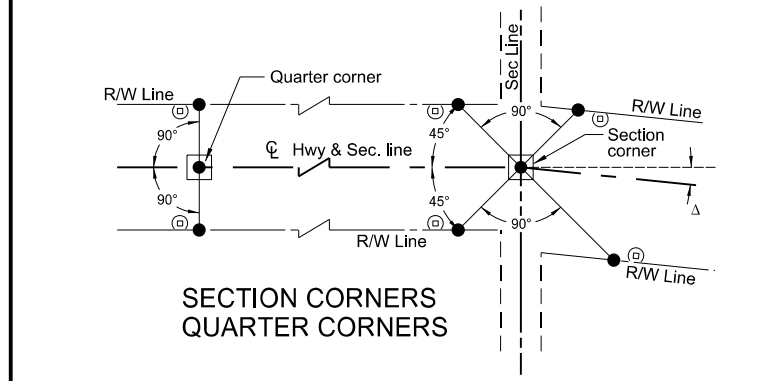 Sec Line
Quarter corner
R/W Line
R/W Line
90°
90°
45°
Section
corner
℄ Hwy & Sec. line
90°
45°
90°
Δ
R/W Line
R/W Line
SECTION CORNERS
QUARTER CORNERS